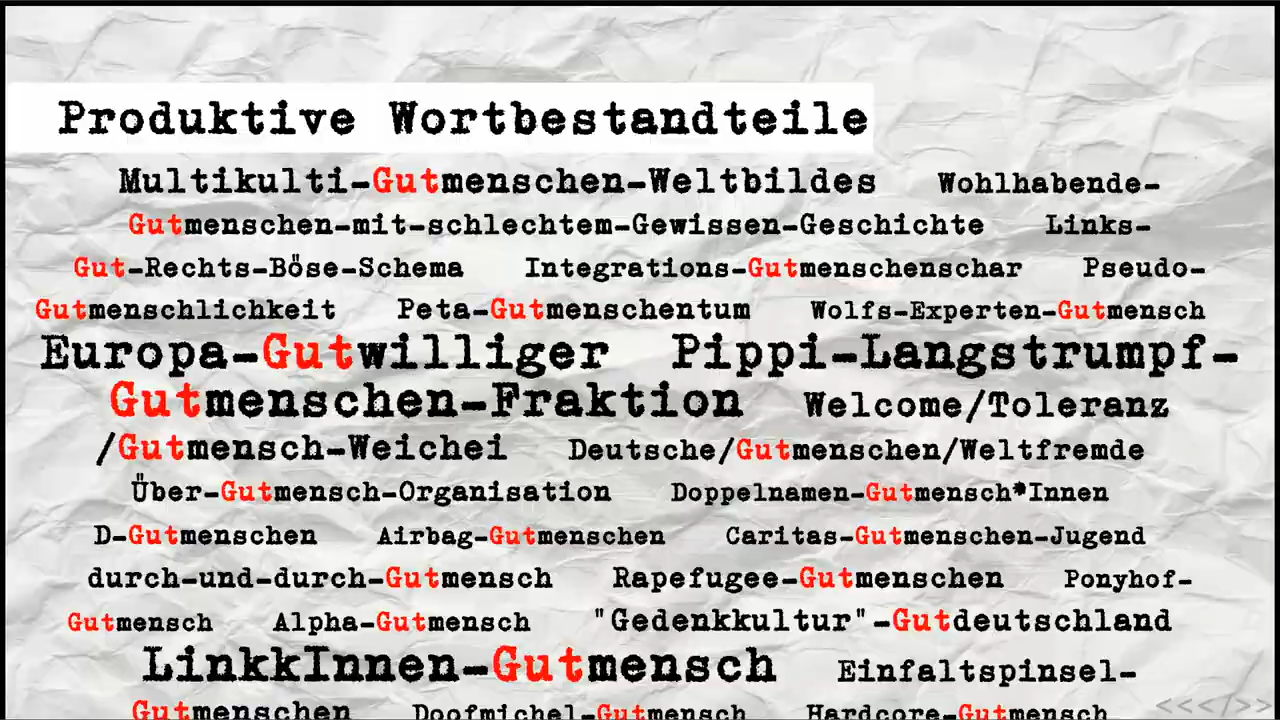 Produktive Wortbestandteile
Multikulti-Gutmenschen-Weltbildes Wohlhabende-
Gutmenschen-mit-schlechtem-Gewissen-Geschichte Links-
Gut-Rechts-Böse-Schema Integrations-Gutmenschenschar Pseudo-
Gutmenschlichkeit Peta-Gutmenschentum Wolfs-Experten-Gutmensch
Europa-Gutwilliger Pippi-Langstrumpf-
Gutmenschen-Fraktion Welcome/Toleranz
/Gutmensch-Weichei Deutsche/Gutmenschen/Weltfremde
Über-Gutmensch-Organisation Doppelnamen-Gutmensch*Innen
D-Gutmenschen Airbag-Gutmenschen Caritas-Gutmenschen-Jugend
durch-und-durch-Gutmensch Rapefugee-Gutmenschen Ponyhof-
Gutmensch Alpha-Gutmensch "Gedenkkultur"-Gutdeutschland
LinkkInnen-Gutmensch Einfaltspinsel-
Gutmenschen Doofmichel-Gutmensch Hardcore-Gutmensch
<<</>>